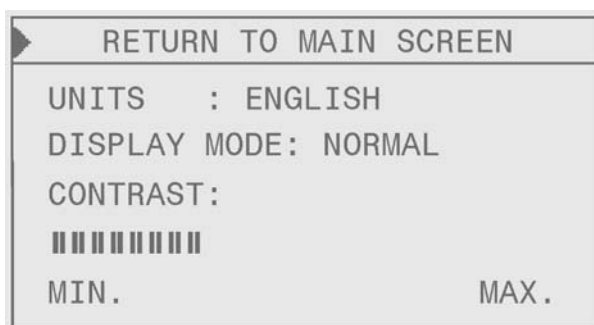 RETURN TO MAIN SCREEN
UNITS : ENGLISH
DISPLAY MODE: NORMAL
CONTRAST:
MIN. MAX.